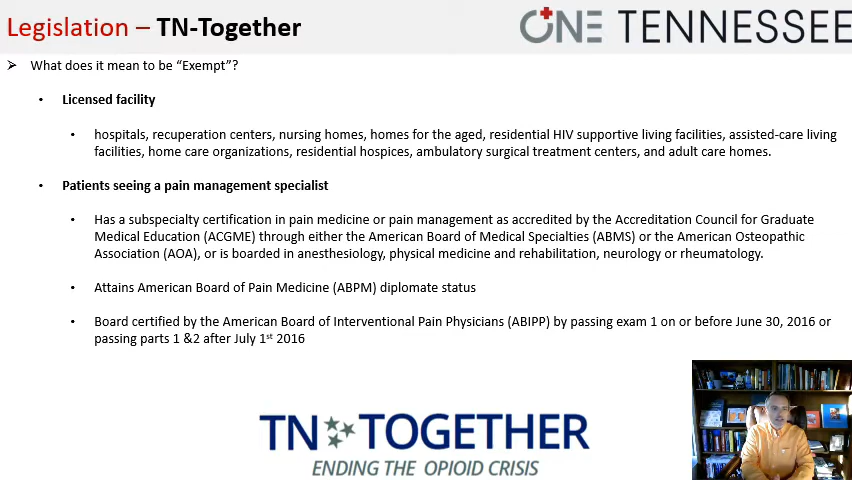 Legislation – TN-Together
ONE TENNESSEE
What does it mean to be “Exempt”?
Licensed facility
hospitals, recuperation centers, nursing homes, homes for the aged, residential HIV supportive living facilities, assisted-care living
facilities, home care organizations, residential hospices, ambulatory surgical treatment centers, and adult care homes.
Patients seeing a pain management specialist
Has a subspecialty certification in pain medicine or pain management as accredited by the Accreditation Council for Graduate
Medical Education (ACGME) through either the American Board of Medical Specialties (ABMS) or the American Osteopathic
Association (AOA), or is boarded in anesthesiology, physical medicine and rehabilitation, neurology or rheumatology.
Attains American Board of Pain Medicine (ABPM) diplomate status
Board certified by the American Board of Interventional Pain Physicians (ABIPP) by passing exam 1 on or before June 30, 2016 or
passing parts 1 &2 after July 1st 2016
TN TOGETHER
ENDING THE OPIOID CRISIS